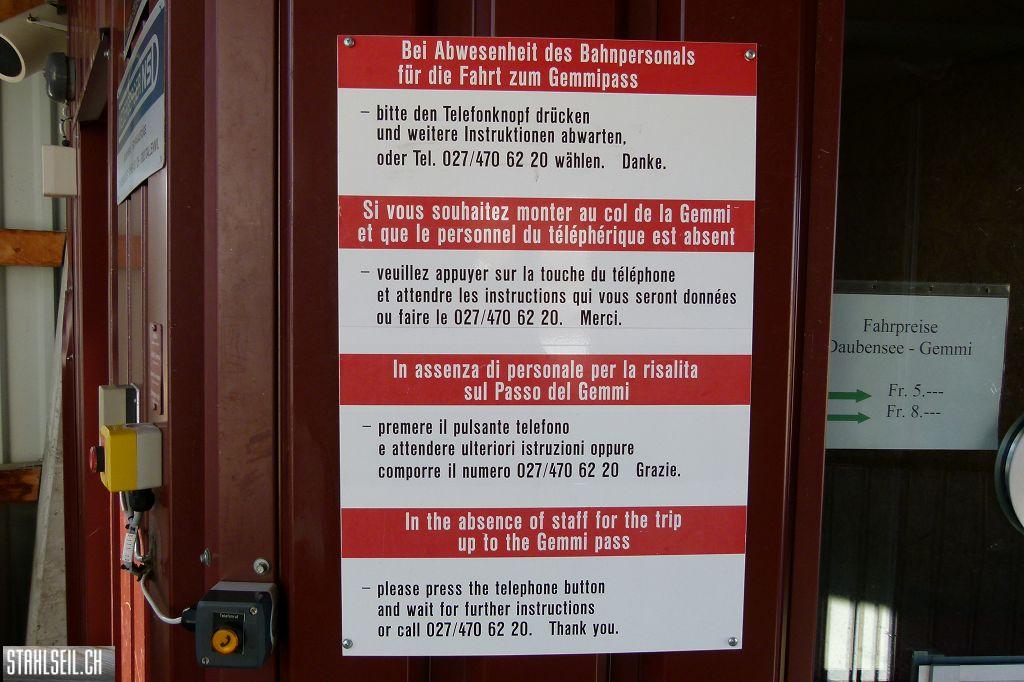 Bei Abwesenheit des Bahnpersonals
für die Fahrt zum Gemmipass
– bitte den Telefonknopf drücken
und weitere Instruktionen abwarten,
oder Tel. 027/470 62 20 wählen. Danke.
Si vous souhaitez monter au col de la Gemmi
et que le personnel du téléphérique est absent
– veuillez appuyer sur la touche du téléphone
et attendre les instructions qui vous seront données
ou faire le 027/470 62 20. Merci.
In assenza di personale per la risalita
sul Passo del Gemmi
– premere il pulsante telefono
e attendere ulteriori istruzioni oppure
comporre il numero 027/470 62 20 Grazie.
In the absence of staff for the trip
up to the Gemmi pass
– please press the telephone button
and wait for further instructions
or call 027/470 62 20. Thank you.
Fahrpreise
Daubensee - Gemmi
Fr. 5.---
Fr. 8.---
Telefonruf
STAHLSEIL.CH